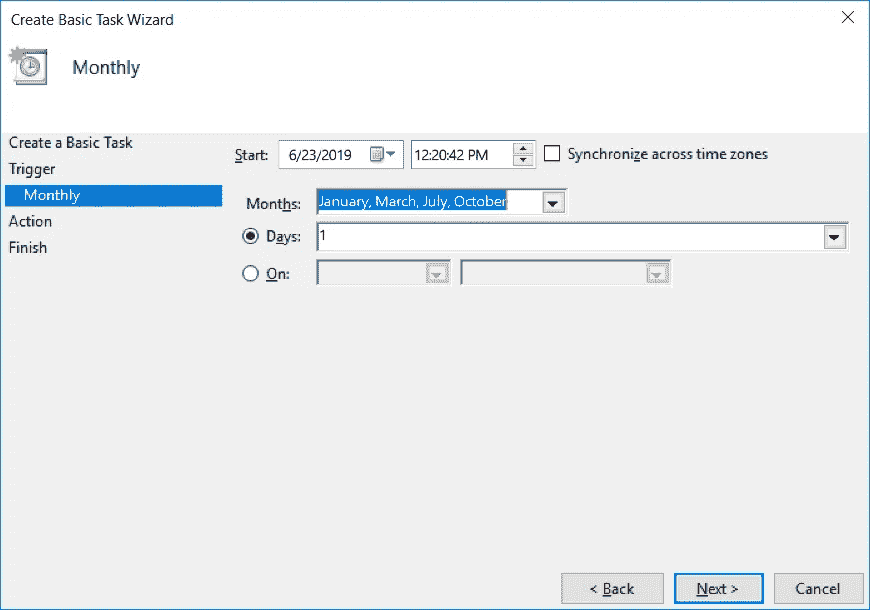 Create Basic Task Wizard
Monthly
Create a Basic Task
Trigger
Monthly
Action
Finish
Start: 6/23/2019 12:20:42 PM Synchronize across time zones
Months: January, March, July, October
Days: 1
On:
< Back Next > Cancel